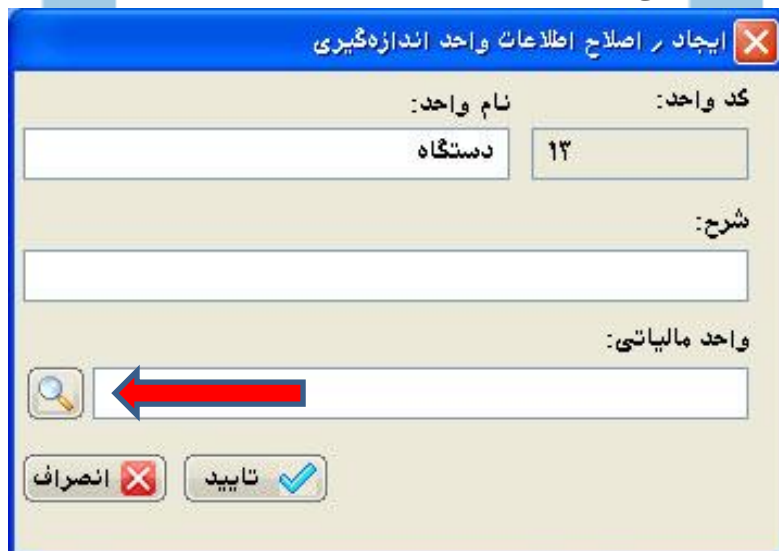 ایجاد ر اصلاح اطلاعات واحد اندازه‌گیری
کد واحد: نام واحد:
۱۳ دستگاه
شرح:
واحد مالیاتی:
تایید انصراف